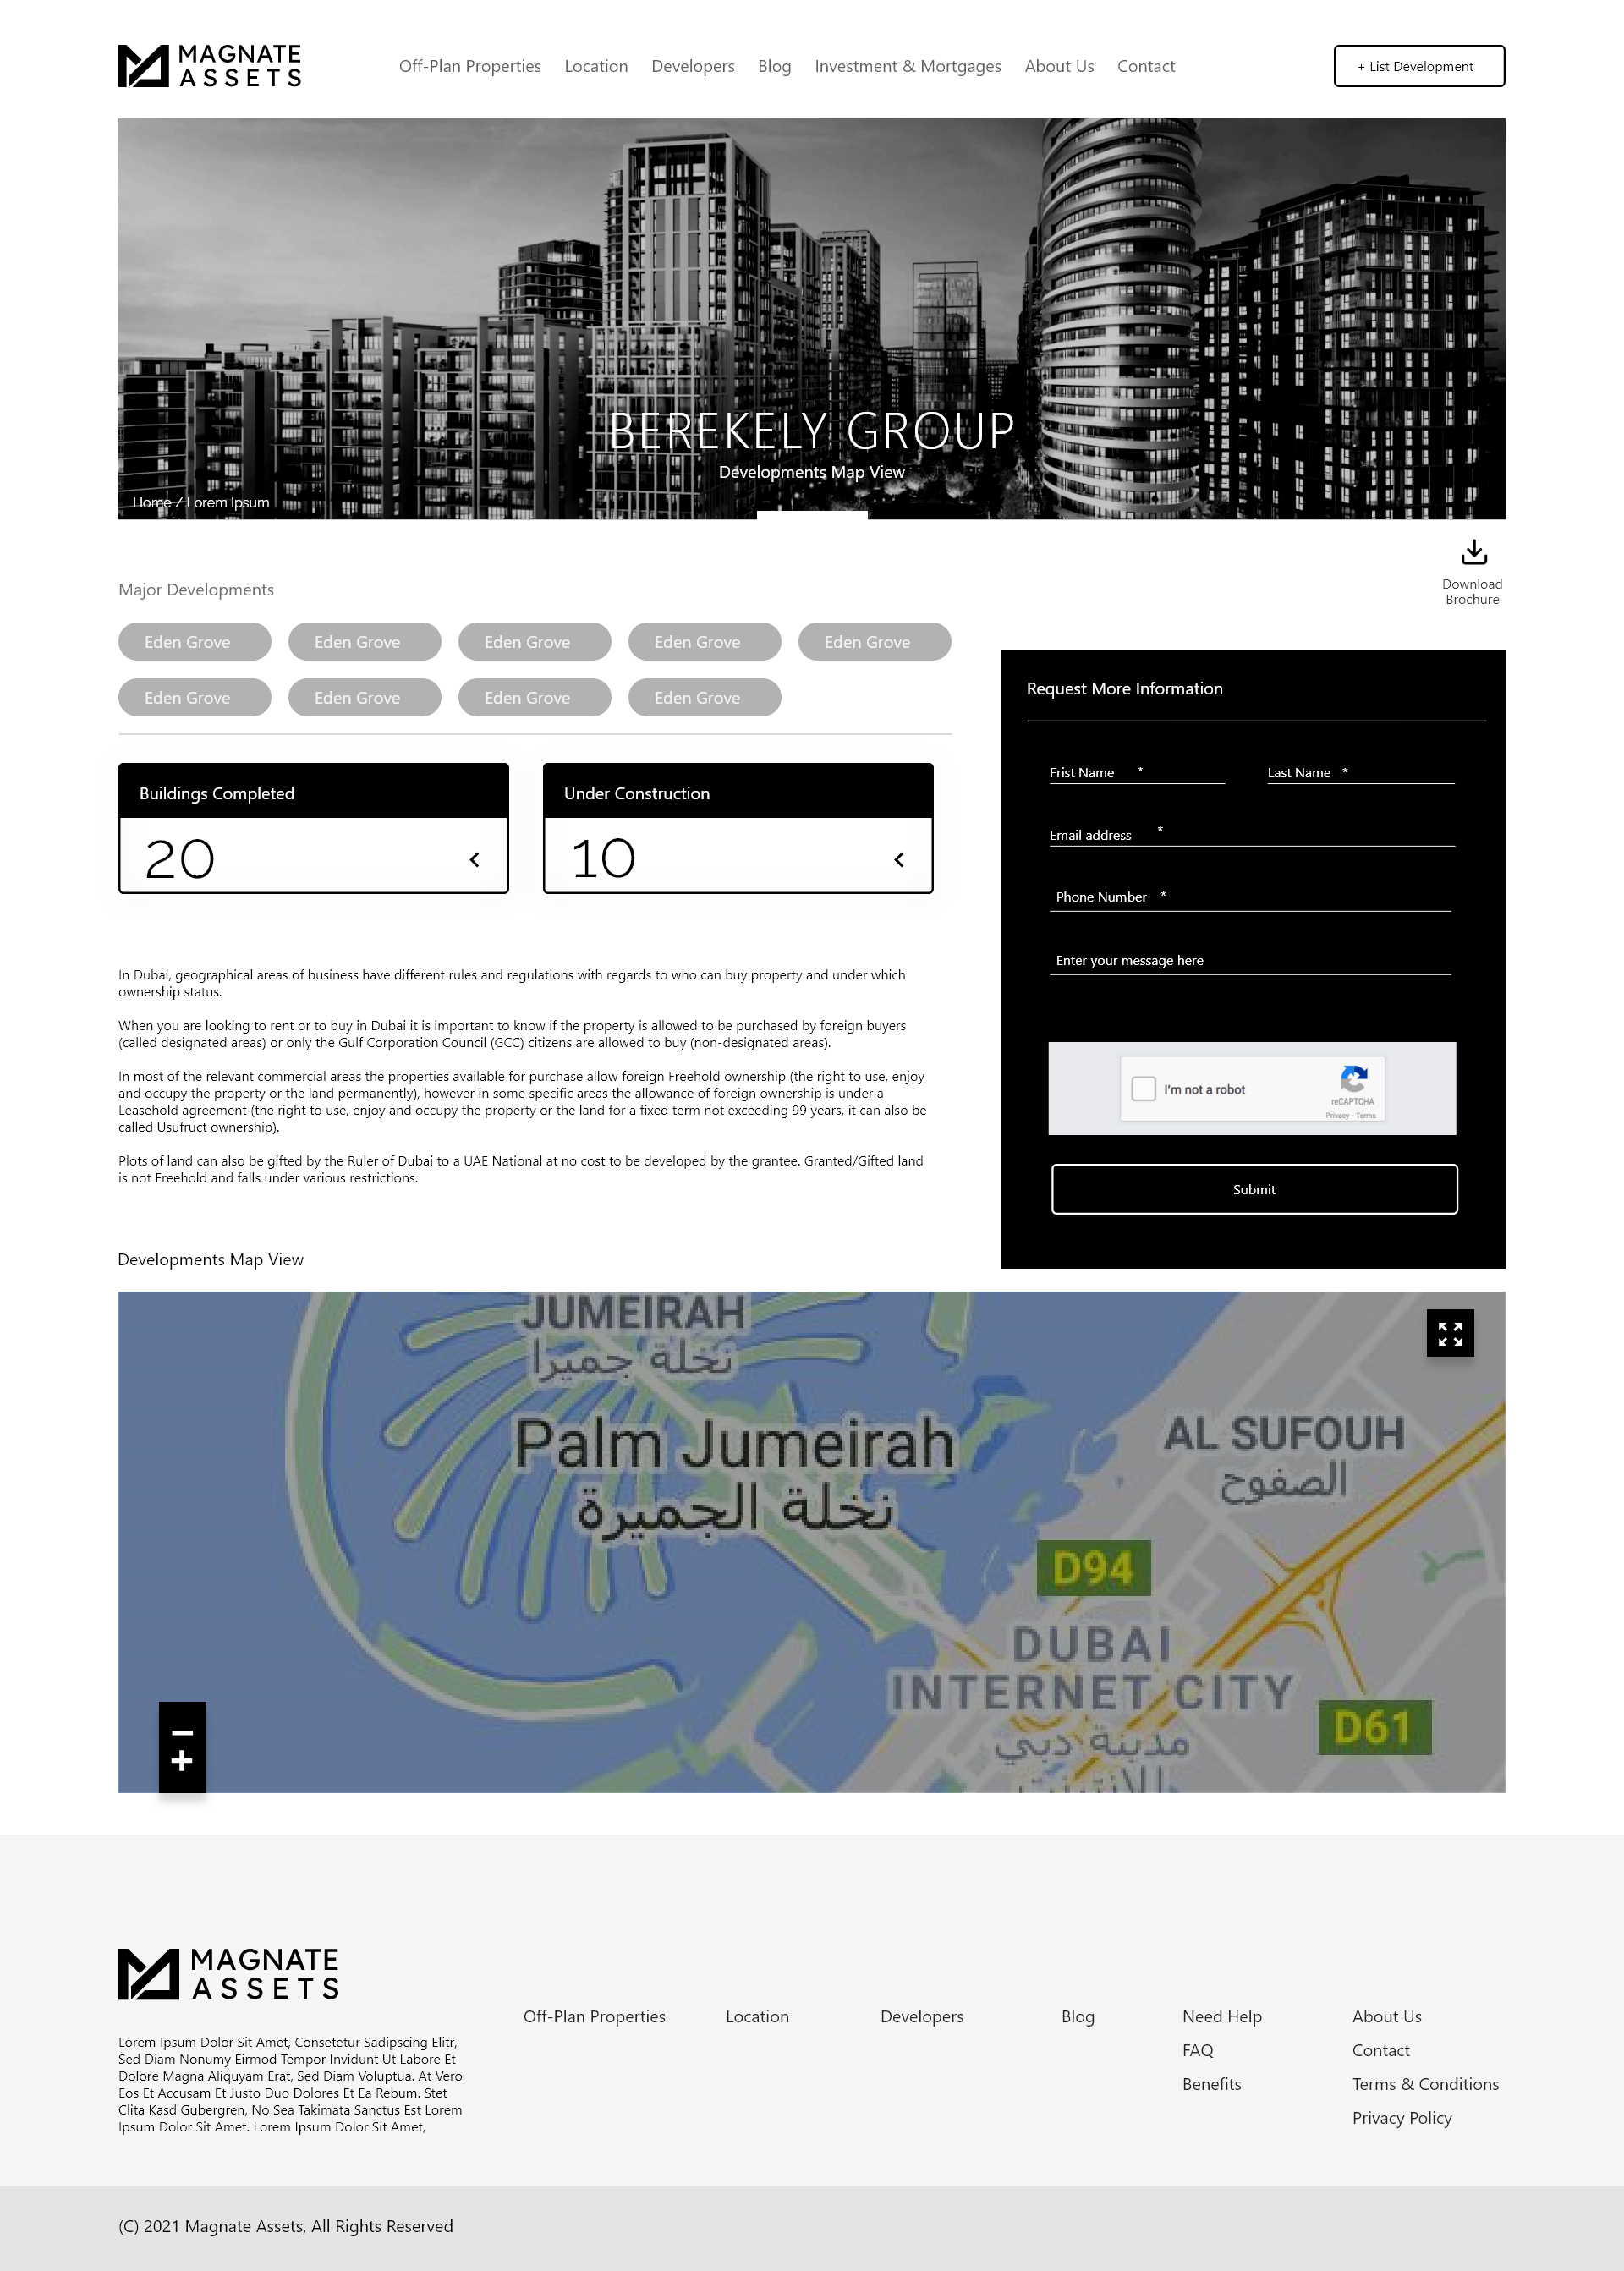 MAGNATE
ASSETS
Off-Plan Properties Location Developers Blog Investment & Mortgages About Us Contact
+ List Development
BEREKELY GROUP
Developments Map View
Home / Lorem Ipsum
Download
Brochure
Major Developments
Eden Grove Eden Grove Eden Grove Eden Grove Eden Grove
Eden Grove Eden Grove Eden Grove Eden Grove
Buildings Completed
20
Under Construction
10
In Dubai, geographical areas of business have different rules and regulations with regards to who can buy property and under which
ownership status.
When you are looking to rent or to buy in Dubai it is important to know if the property is allowed to be purchased by foreign buyers
(called designated areas) or only the Gulf Corporation Council (GCC) citizens are allowed to buy (non-designated areas).
In most of the relevant commercial areas the properties available for purchase allow foreign Freehold ownership (the right to use, enjoy
and occupy the property or the land permanently), however in some specific areas the allowance of foreign ownership is under a
Leasehold agreement (the right to use, enjoy and occupy the property or the land for a fixed term not exceeding 99 years, it can also be
called Usufruct ownership).
Plots of land can also be gifted by the Ruler of Dubai to a UAE National at no cost to be developed by the grantee. Granted/Gifted land
is not Freehold and falls under various restrictions.
Request More Information
Frist Name * Last Name *
Email address *
Phone Number *
Enter your message here
I'm not a robot
reCAPTCHA
Privacy - Terms
Submit
Developments Map View
JUMEIRAH
نخلة جميرا
Palm Jumeirah
نخلة الجميرة
AL SUFOUH
الصفوح
D94
DUBAI
INTERNET CITY
D61
مدينة دبي
MAGNATE
ASSETS
Lorem Ipsum Dolor Sit Amet, Consetetur Sadipscing Elitr,
Sed Diam Nonumy Eirmod Tempor Invidunt Ut Labore Et
Dolore Magna Aliquyam Erat, Sed Diam Voluptua. At Vero
Eos Et Accusam Et Justo Duo Dolores Et Ea Rebum. Stet
Clita Kasd Gubergren, No Sea Takimata Sanctus Est Lorem
Ipsum Dolor Sit Amet. Lorem Ipsum Dolor Sit Amet,
Off-Plan Properties Location Developers Blog Need Help About Us
FAQ Contact
Benefits Terms & Conditions
Privacy Policy
(C) 2021 Magnate Assets, All Rights Reserved